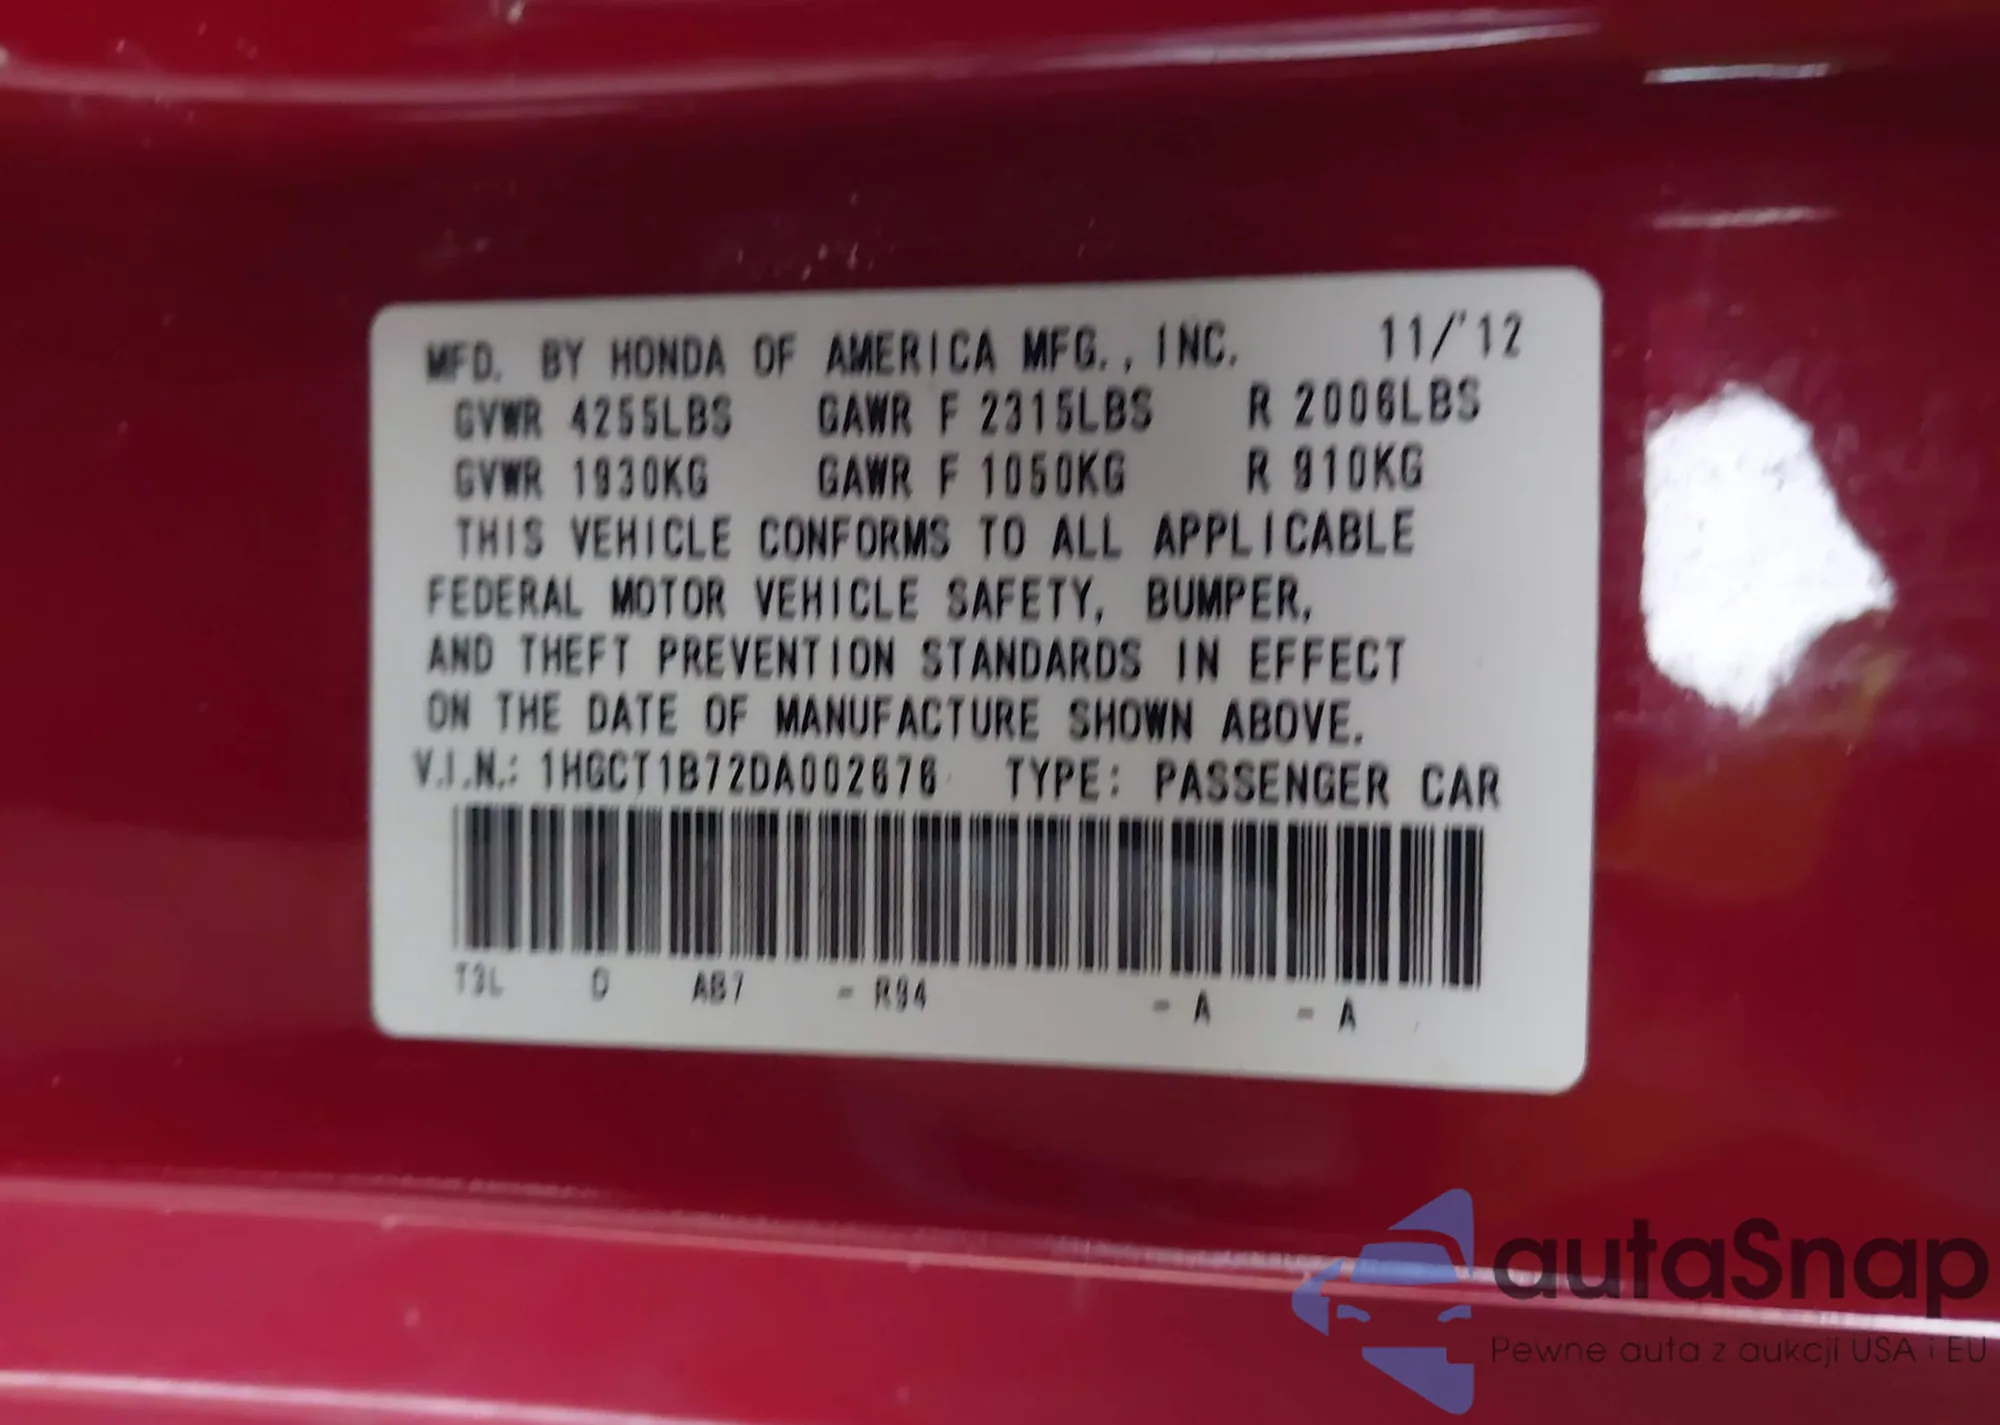 MFD. BY HONDA OF AMERICA MFG., INC. 11/'12
GVWR 4255LBS GAWR F 2315LBS R 2006LBS
GVWR 1930KG GAWR F 1050KG R 910KG
THIS VEHICLE CONFORMS TO ALL APPLICABLE
FEDERAL MOTOR VEHICLE SAFETY, BUMPER,
AND THEFT PREVENTION STANDARDS IN EFFECT
ON THE DATE OF MANUFACTURE SHOWN ABOVE.
V.I.N.: 1HGCT1B72DA002676 TYPE: PASSENGER CAR
T3L D AB7 - R94 - A - A
autaSnap
Pewne auta z aukcji USA i EU